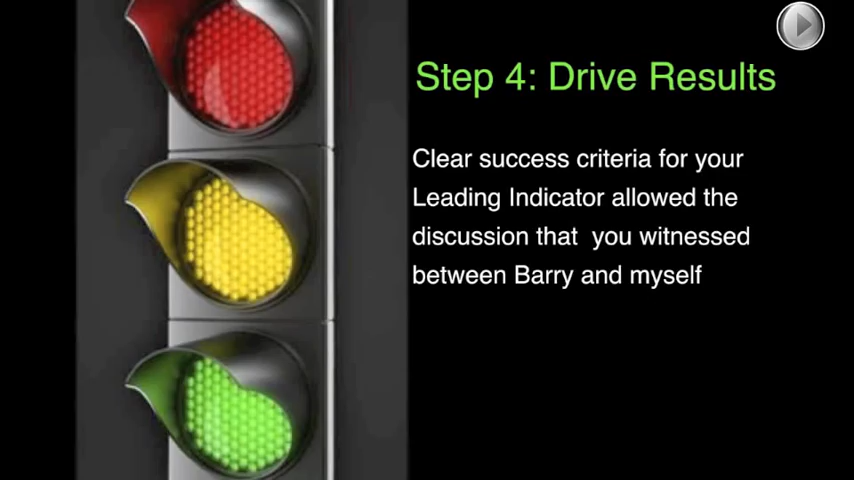 Step 4: Drive Results
Clear success criteria for your
Leading Indicator allowed the
discussion that  you witnessed
between Barry and myself